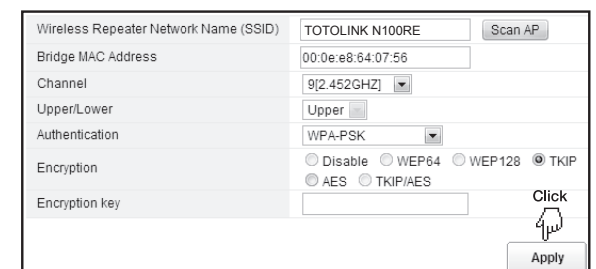 Wireless Repeater Network Name (SSID) TOTOLINK N100RE Scan AP
Bridge MAC Address 00:0e:e8:64:07:56
Channel 9[2.452GHZ]
Upper/Lower Upper
Authentication WPA-PSK
Encryption Disable WEP64 WEP128 TKIP
AES TKIP/AES
Encryption key
Click
Apply